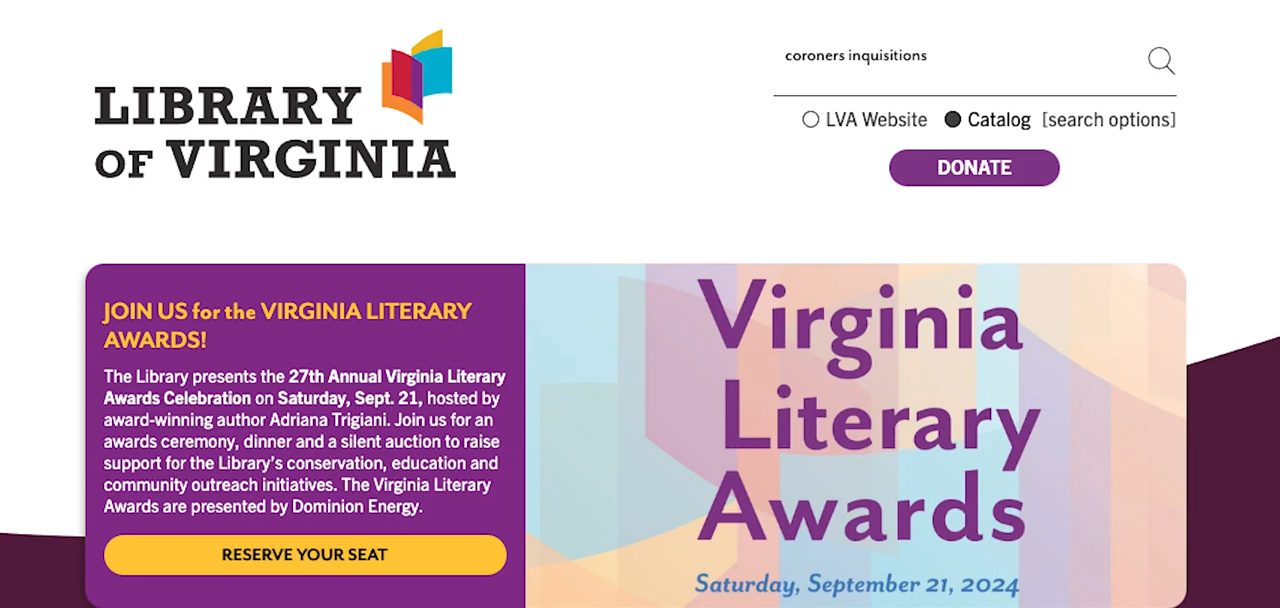 LIBRARY
OF VIRGINIA
coroners inquisitions
LVA Website Catalog [search options]
DONATE
JOIN US for the VIRGINIA LITERARY
AWARDS!
The Library presents the 27th Annual Virginia Literary
Awards Celebration on Saturday, Sept. 21, hosted by
award-winning author Adriana Trigiani. Join us for an
awards ceremony, dinner and a silent auction to raise
support for the Library's conservation, education and
community outreach initiatives. The Virginia Literary
Awards are presented by Dominion Energy.
RESERVE YOUR SEAT
Virginia
Literary
Awards
Saturday, September 21, 2024